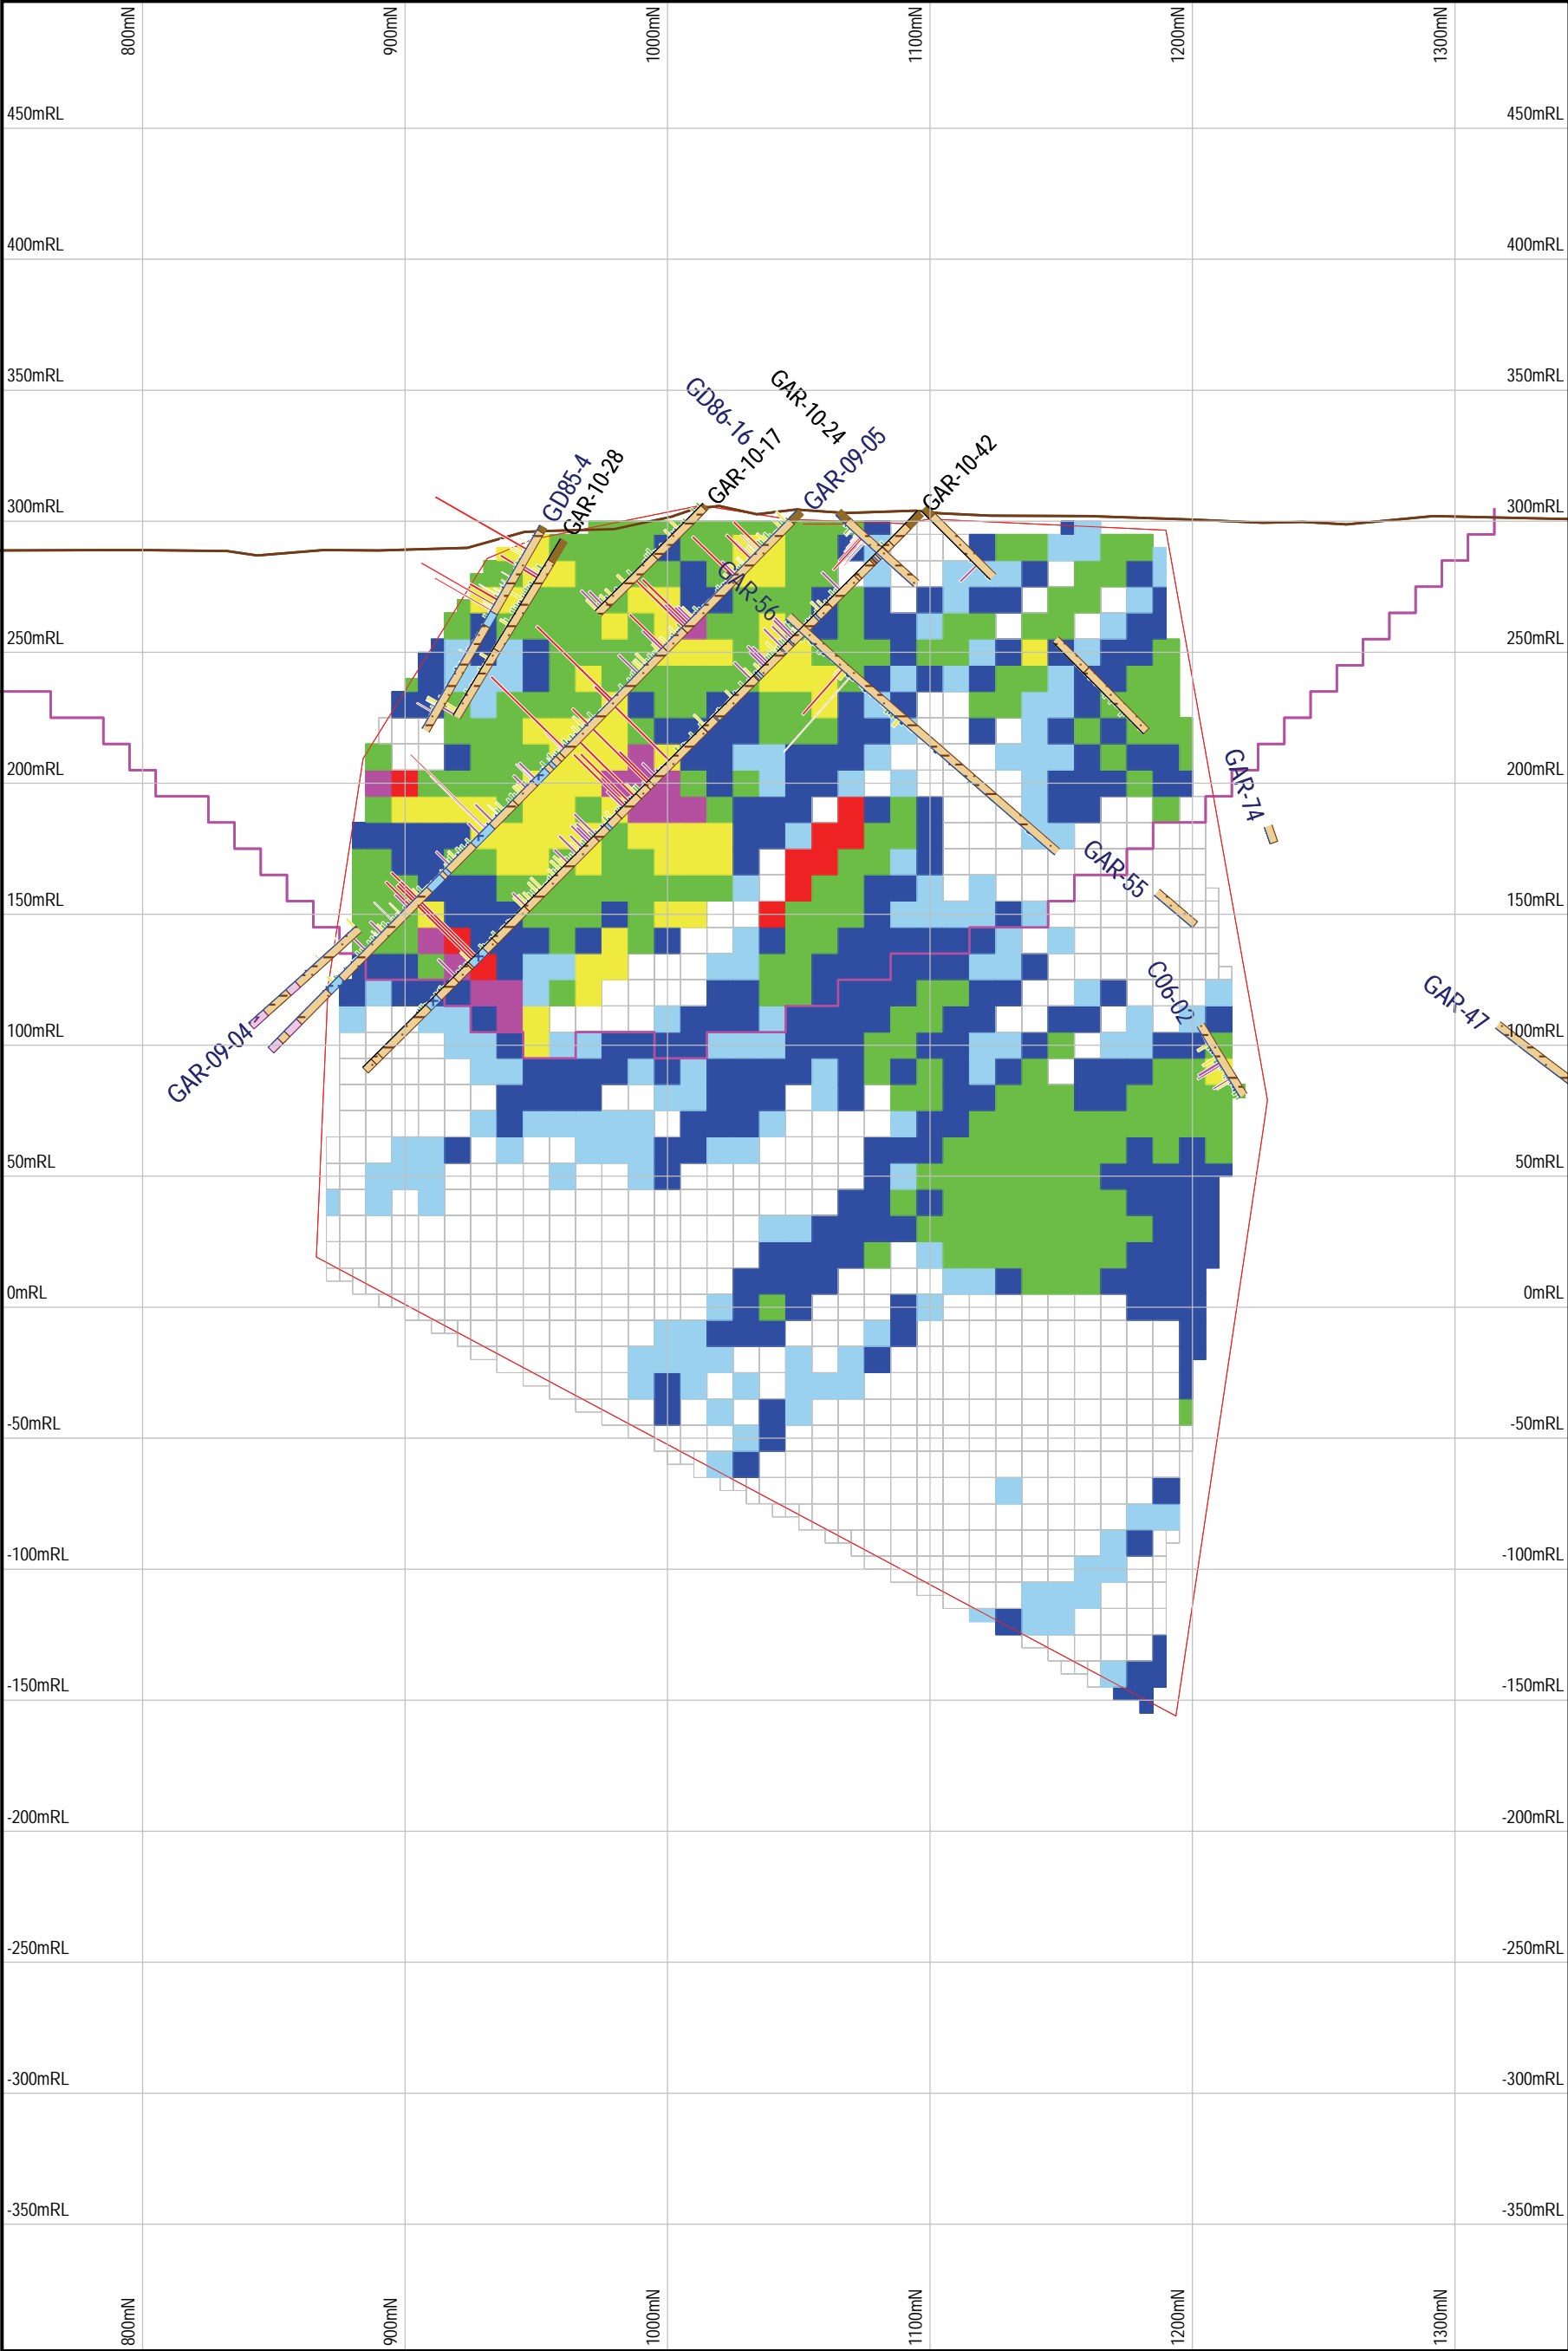 800mN 900mN 1000mN 1100mN 1200mN 1300mN
450mRL 450mRL
400mRL 400mRL
350mRL 350mRL
GD86-16
GAR-10-24
GAR-10-17
GAR-09-05
GAR-10-42
GD85-4
GAR-10-28
300mRL 300mRL
GAR-56
250mRL 250mRL
200mRL 200mRL
GAR-74
GAR-55
150mRL 150mRL
C06-02
GAR-47
100mRL 100mRL
GAR-09-04
50mRL 50mRL
0mRL 0mRL
-50mRL -50mRL
-100mRL -100mRL
-150mRL -150mRL
-200mRL -200mRL
-250mRL -250mRL
-300mRL -300mRL
-350mRL -350mRL
800mN 900mN 1000mN 1100mN 1200mN 1300mN